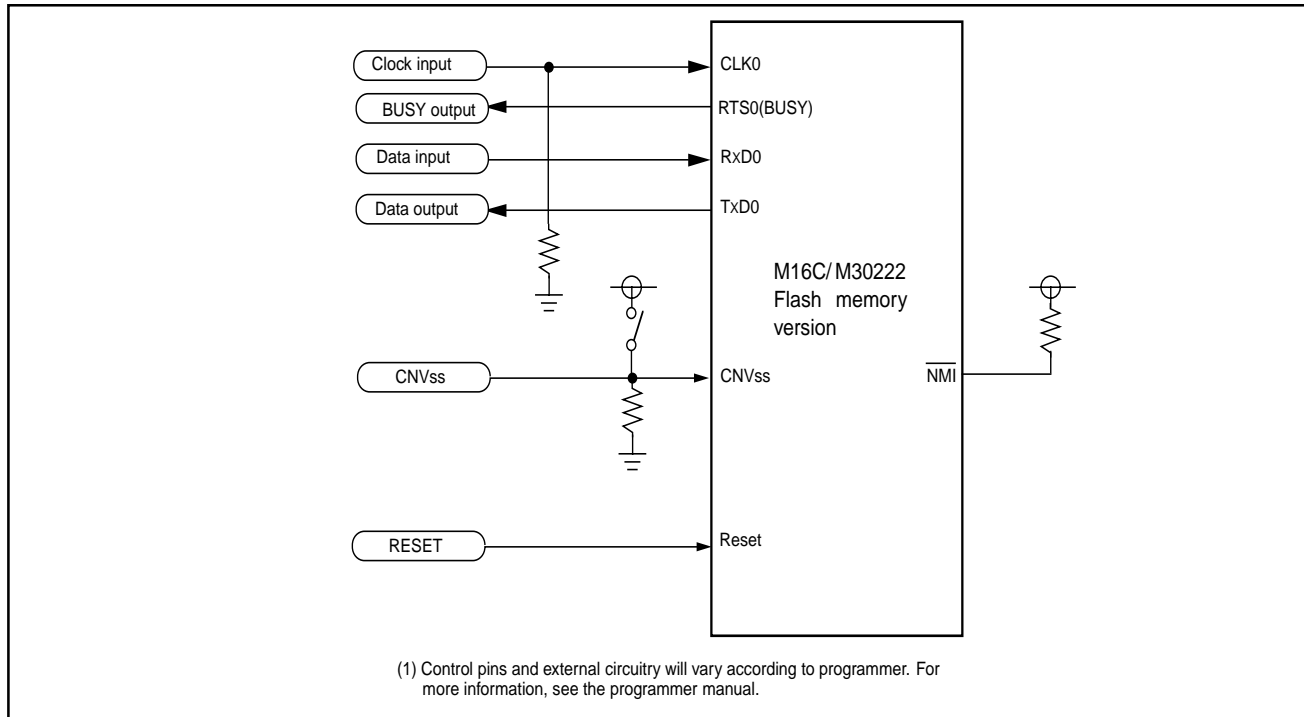 Clock input
CLK0
BUSY output
RTS0(BUSY)
Data input
RxD0
Data output
TxD0
M16C/ M30222
Flash memory
version
CNVss
CNVss
NMI
RESET
Reset
(1) Control pins and external circuitry will vary according to programmer. For
more information, see the programmer manual.